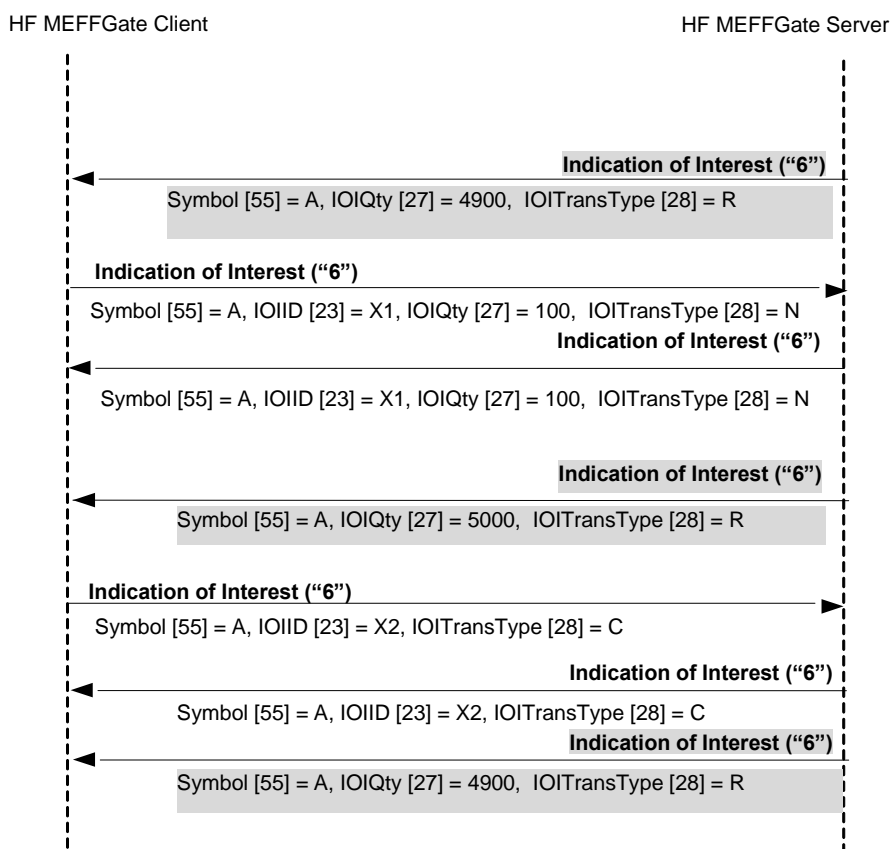 HF MEFFGate Client
HF MEFFGate Server
Indication of Interest (“6”)
Symbol [55] = A, IOIQty [27] = 4900, IOITransType [28] = R
Indication of Interest (“6”)
Symbol [55] = A, IOIID [23] = X1, IOIQty [27] = 100, IOITransType [28] = N
Indication of Interest (“6”)
Symbol [55] = A, IOIID [23] = X1, IOIQty [27] = 100, IOITransType [28] = N
Indication of Interest (“6”)
Symbol [55] = A, IOIQty [27] = 5000, IOITransType [28] = R
Indication of Interest (“6”)
Symbol [55] = A, IOIID [23] = X2, IOITransType [28] = C
Indication of Interest (“6”)
Symbol [55] = A, IOIID [23] = X2, IOITransType [28] = C
Indication of Interest (“6”)
Symbol [55] = A, IOIQty [27] = 4900, IOITransType [28] = R